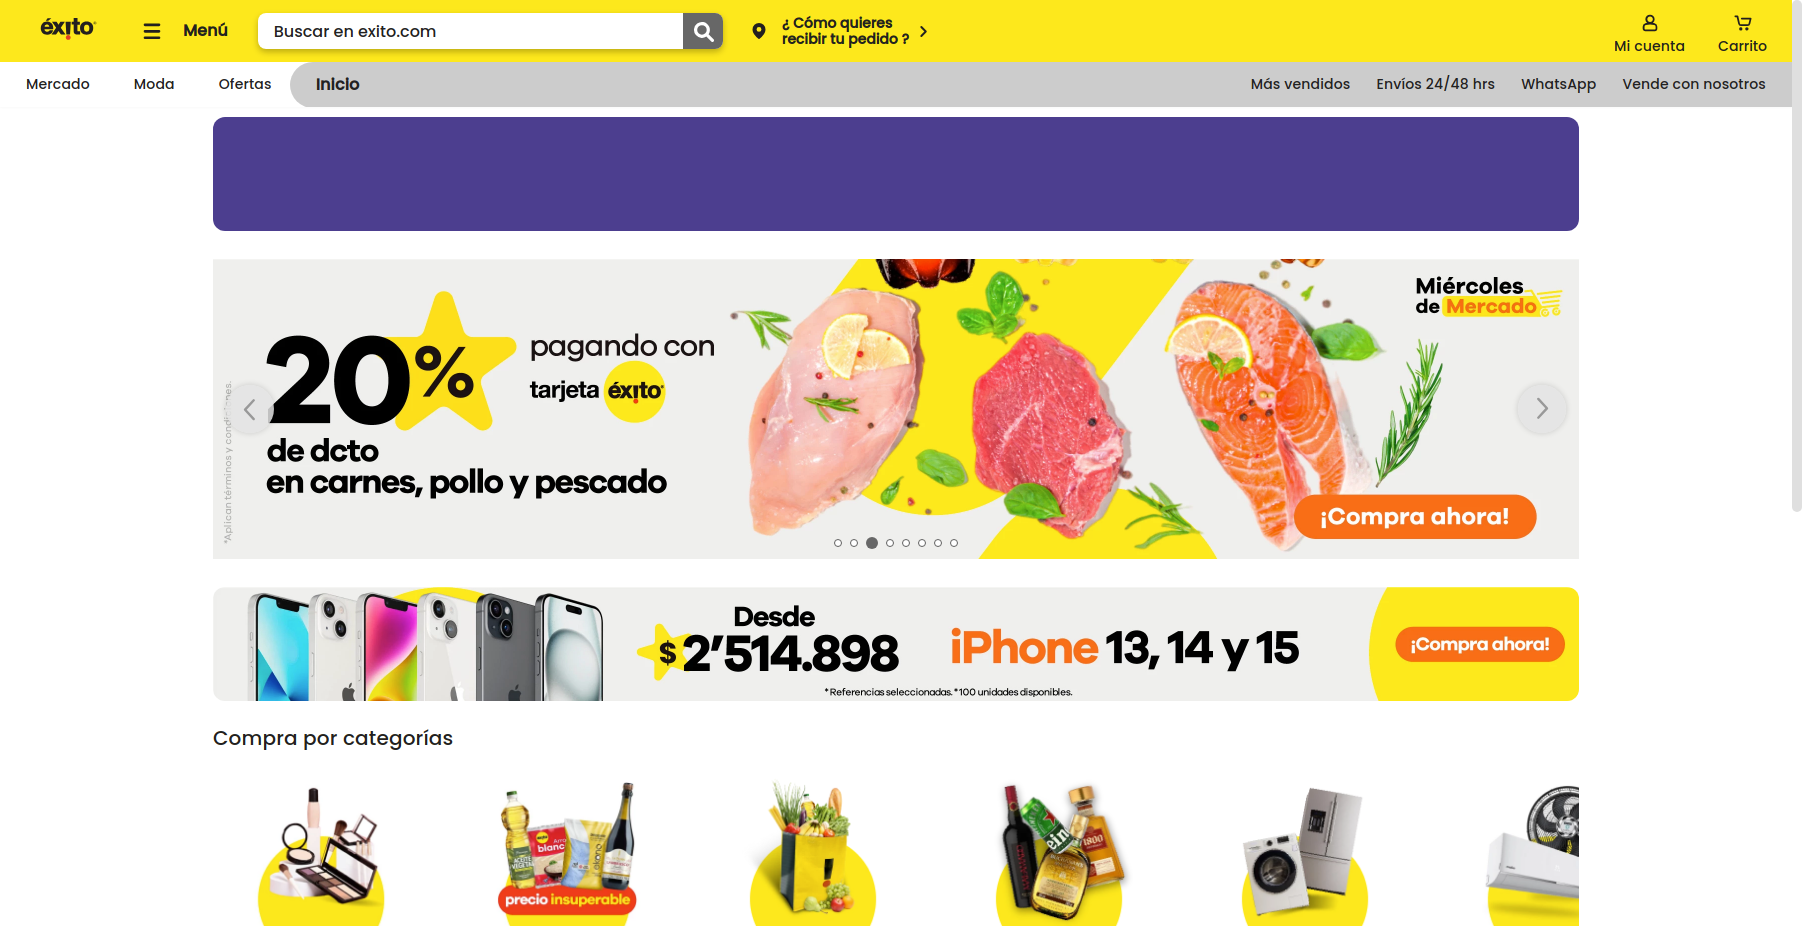 éxito
Menú
Buscar en exito.com
¿ Cómo quieres
recibir tu pedido ?
Mi cuenta
Carrito
Mercado
Moda
Ofertas
Inicio
Más vendidos
Envíos 24/48 hrs
WhatsApp
Vende con nosotros
20%
pagando con
tarjeta éxito
de dcto
en carnes, pollo y pescado
*Aplican términos y condiciones.
Miércoles
de Mercado
¡Compra ahora!
Desde
$ 2'514.898
iPhone 13, 14 y 15
*Referencias seleccionadas. *100 unidades disponibles.
¡Compra ahora!
Compra por categorías
precio insuperable